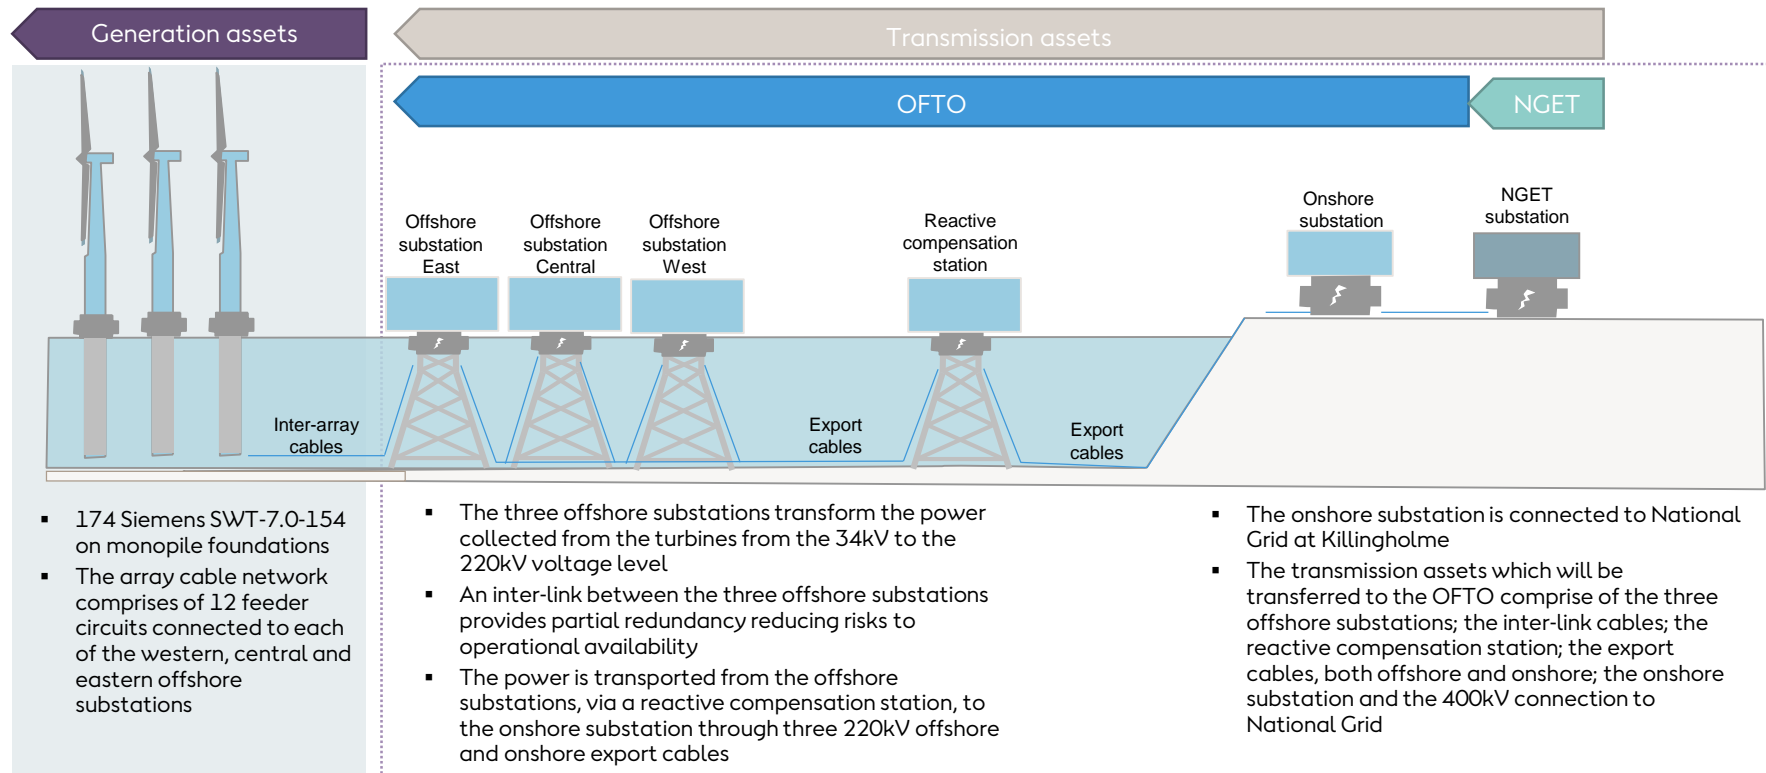 Generation assets
Transmission assets
OFTO
NGET
Offshore
substation
East
Offshore
substation
Central
Offshore
substation
West
Reactive
compensation
station
Onshore
substation
NGET
substation
Inter-array
cables
Export
cables
Export
cables
▪ 174 Siemens SWT-7.0-154
on monopile foundations
▪ The array cable network
comprises of 12 feeder
circuits connected to each
of the western, central and
eastern offshore
substations
▪ The three offshore substations transform the power
collected from the turbines from the 34kV to the
220kV voltage level
▪ An inter-link between the three offshore substations
provides partial redundancy reducing risks to
operational availability
▪ The power is transported from the offshore
substations, via a reactive compensation station, to
the onshore substation through three 220kV offshore
and onshore export cables
▪ The onshore substation is connected to National
Grid at Killingholme
▪ The transmission assets which will be
transferred to the OFTO comprise of the three
offshore substations; the inter-link cables; the
reactive compensation station; the export
cables, both offshore and onshore; the onshore
substation and the 400kV connection to
National Grid